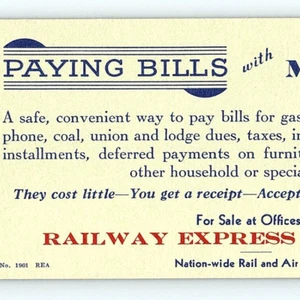 PAYING BILLS with M
A safe, convenient way to pay bills for gas
phone, coal, union and lodge dues, taxes, in
installments, deferred payments on furnit
other household or specia
They cost little—You get a receipt—Accept
For Sale at Offices
RAILWAY EXPRESS
No. 1901 REA
Nation-wide Rail and Air